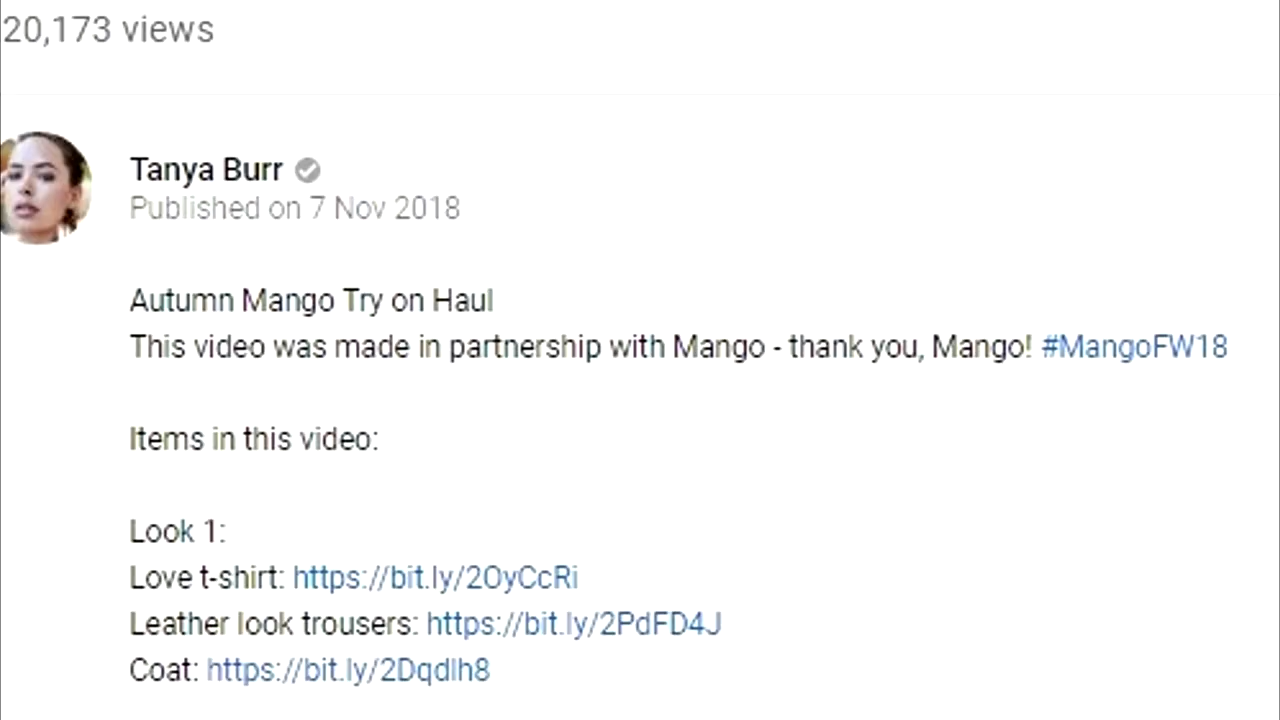 20,173 views
Tanya Burr
Published on 7 Nov 2018
Autumn Mango Try on Haul
This video was made in partnership with Mango - thank you, Mango! #MangoFW18
Items in this video:
Look 1:
Love t-shirt: https://bit.ly/2OyCcRi
Leather look trousers: https://bit.ly/2PdFD4J
Coat: https://bit.ly/2Dqdlh8